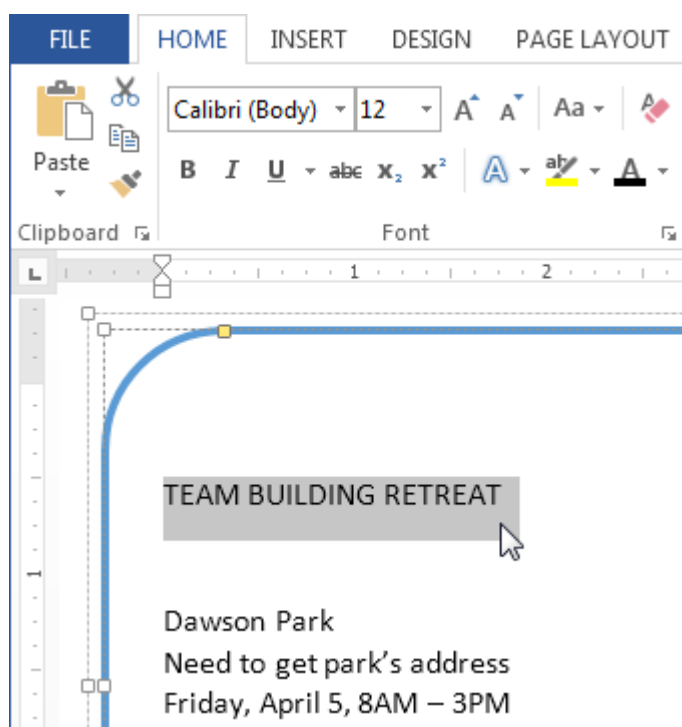 FILE HOME INSERT DESIGN PAGE LAYOUT
Calibri (Body) 12 A A Aa
Paste
B I U abc x₂ x² A ab A
Clipboard Font
L 1 2
TEAM BUILDING RETREAT
1
Dawson Park
Need to get park's address
Friday, April 5, 8AM – 3PM